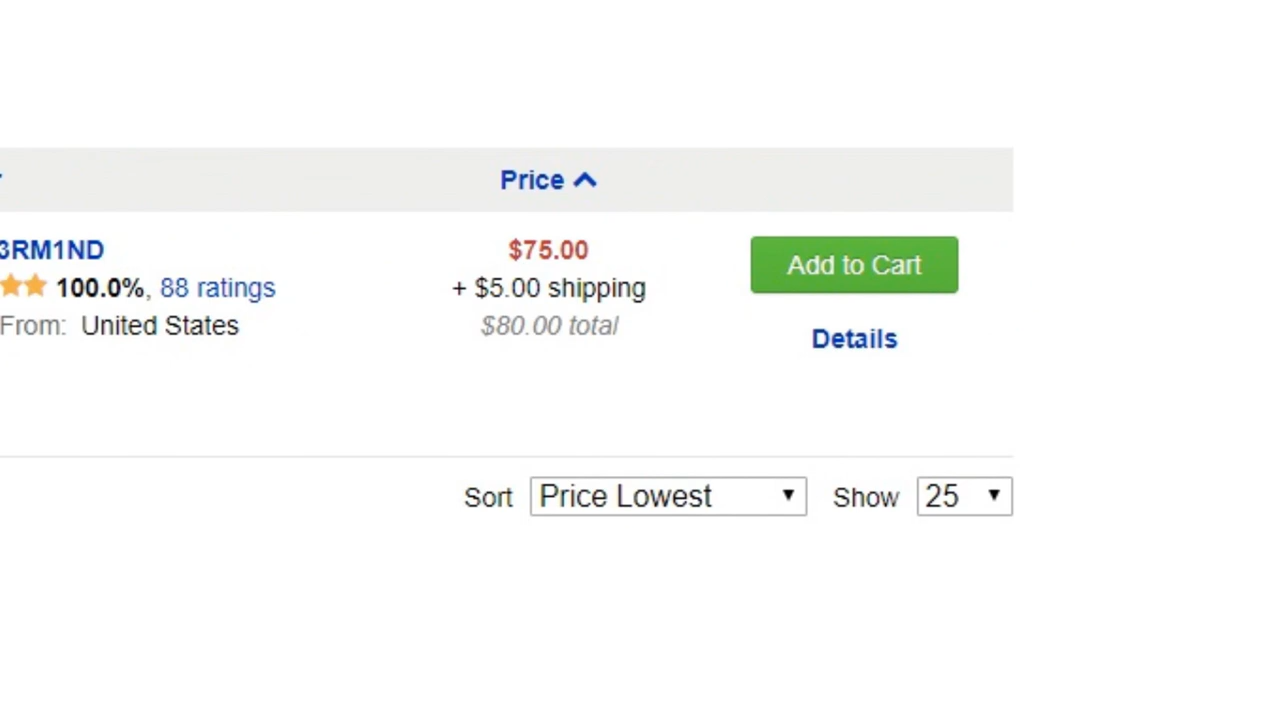 Price
3RM1ND
$75.00
Add to Cart
100.0%, 88 ratings
+ $5.00 shipping
From: United States
$80.00 total
Details
Sort Price Lowest Show 25